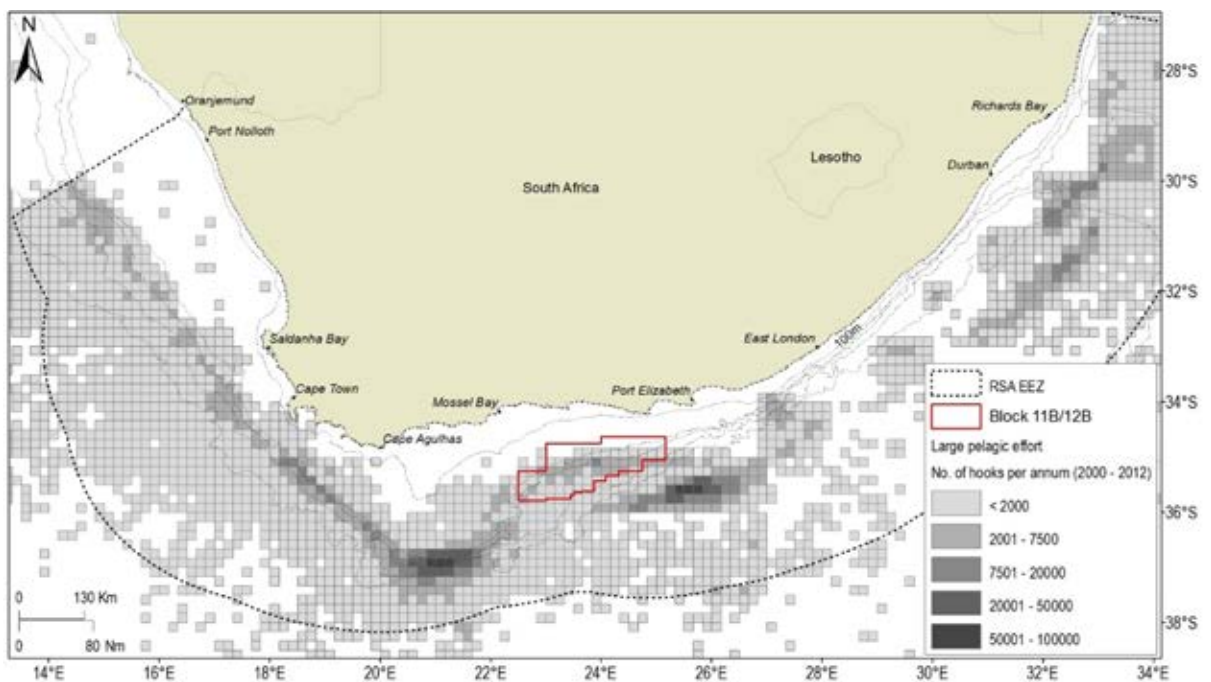 N
28°S
Oranjemund
Richards Bay
Port Nolloth
Lesotho
Durban
30°S
South Africa
32°S
Saldanha Bay
East London
100m
Cape Town
Port Elizabeth
Mossel Bay
34°S
Cape Agulhas
36°S
38°S
RSA EEZ
Block 11B/12B
Large pelagic effort
No. of hooks per annum (2000 - 2012)
< 2000
2001 - 7500
7501 - 20000
20001 - 50000
50001 - 100000
0 130 Km
0 80 Nm
14°E 16°E 18°E 20°E 22°E 24°E 26°E 28°E 30°E 32°E 34°E